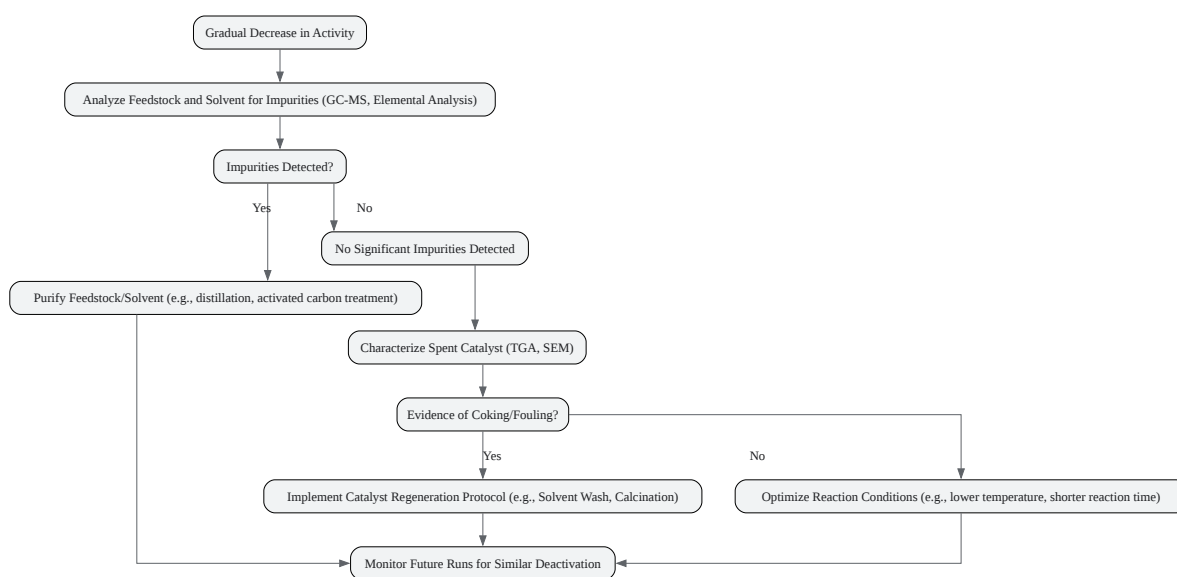 Gradual Decrease in Activity
Analyze Feedstock and Solvent for Impurities (GC-MS, Elemental Analysis)
Impurities Detected?
Yes
No
No Significant Impurities Detected
Purify Feedstock/Solvent (e.g., distillation, activated carbon treatment)
Characterize Spent Catalyst (TGA, SEM)
Evidence of Coking/Fouling?
Yes
No
Implement Catalyst Regeneration Protocol (e.g., Solvent Wash, Calcination)
Optimize Reaction Conditions (e.g., lower temperature, shorter reaction time)
Monitor Future Runs for Similar Deactivation